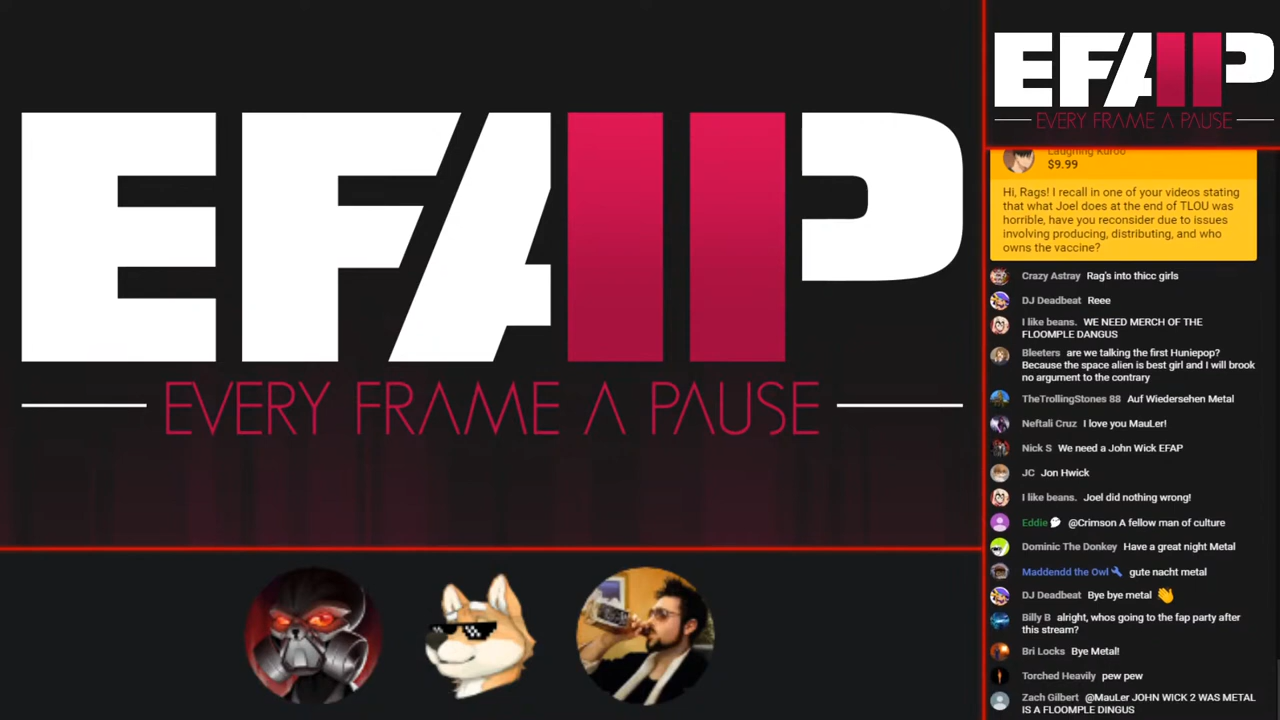 EFAP
EVERY FRAME A PAUSE
EFAP
EVERY FRAME A PAUSE
Laughing Kuroo
$9.99
Hi, Rags! I recall in one of your videos stating
that what Joel does at the end of TLOU was
horrible, have you reconsider due to issues
involving producing, distributing, and who
owns the vaccine?
Crazy Astray Rag's into thicc girls
DJ Deadbeat Reee
I like beans. WE NEED MERCH OF THE
FLOOMPLE DANGUS
Bleeters are we talking the first Huniepop?
Because the space alien is best girl and I will brook
no argument to the contrary
TheTrollingStones 88 Auf Wiedersehen Metal
Neftali Cruz I love you MauLer!
Nick S We need a John Wick EFAP
JC Jon Hwick
I like beans. Joel did nothing wrong!
Eddie @Crimson A fellow man of culture
Dominic The Donkey Have a great night Metal
Maddendd the Owl gute nacht metal
DJ Deadbeat Bye bye metal 👋
Billy B alright, whos going to the fap party after
this stream?
Bri Locks Bye Metal!
Torched Heavily pew pew
Zach Gilbert @MauLer JOHN WICK 2 WAS METAL
IS A FLOOMPLE DINGUS